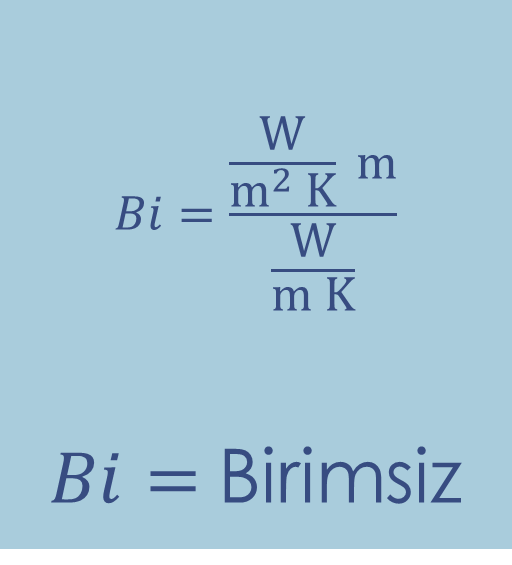 Bi = W/(m² K) m / W/(m K)
Bi = Birimsiz